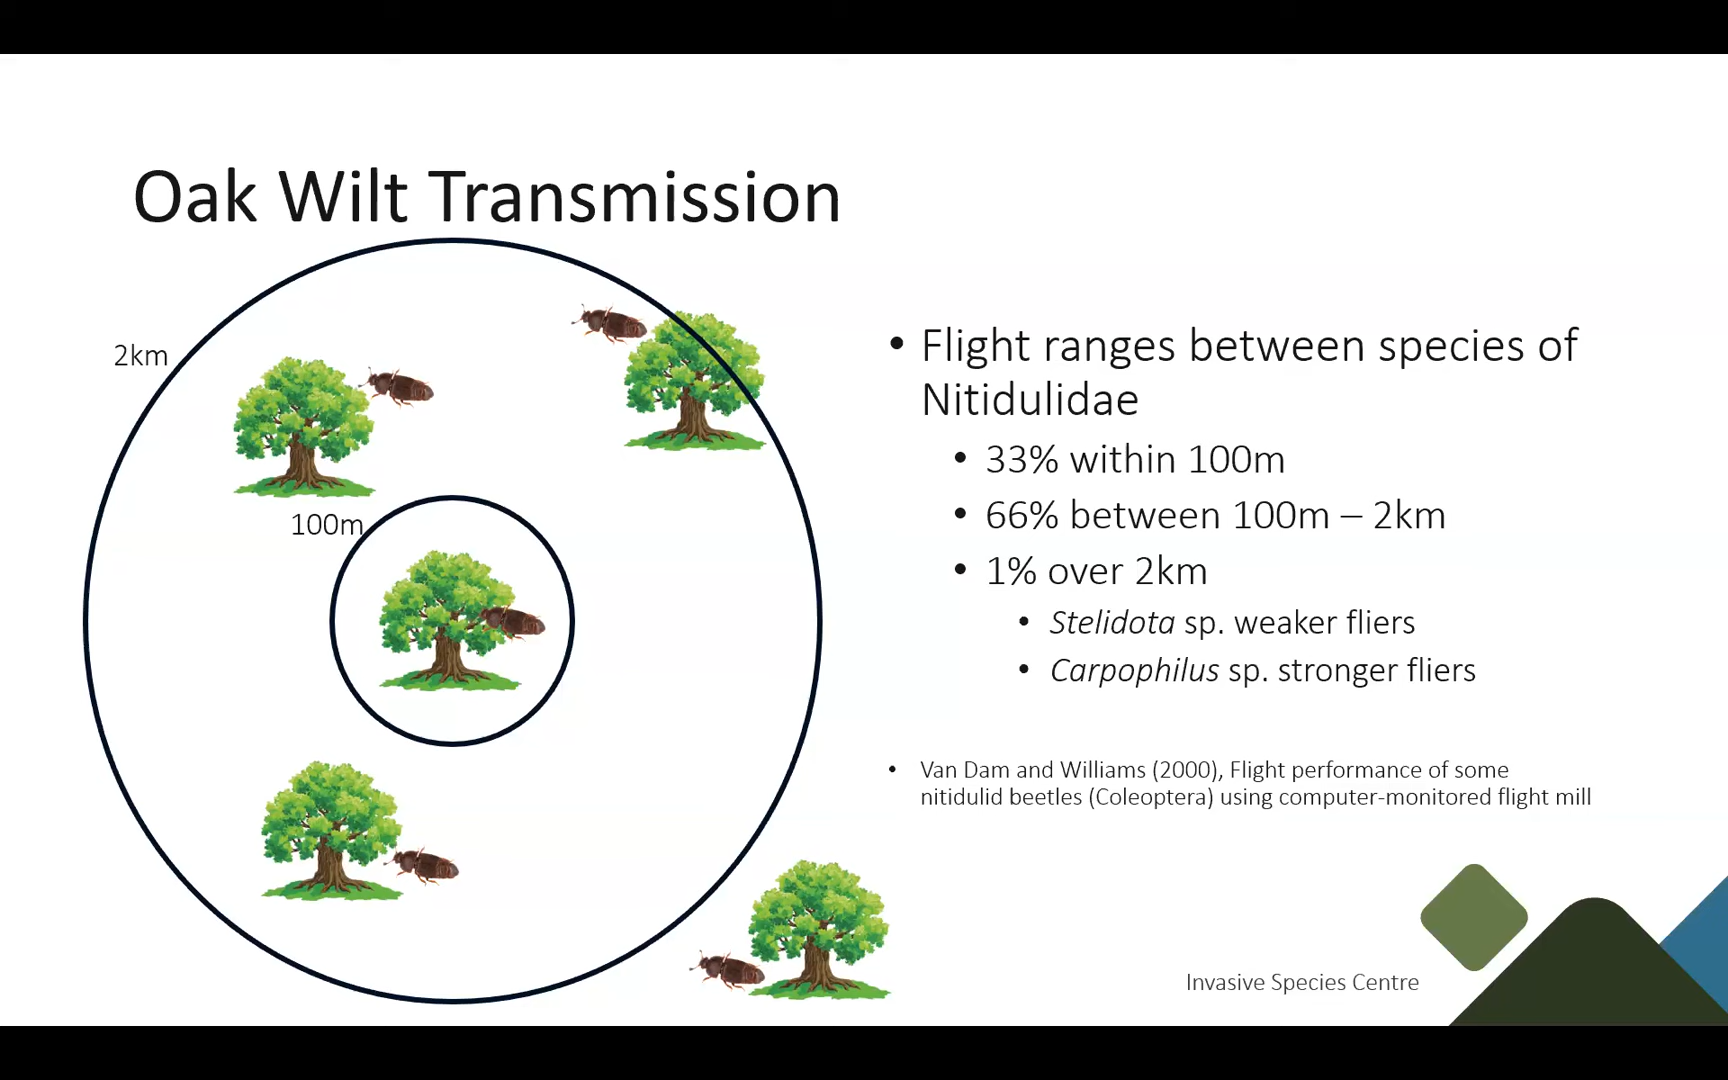 Oak Wilt Transmission
2km
100m
• Flight ranges between species of
Nitidulidae
• 33% within 100m
• 66% between 100m – 2km
• 1% over 2km
• Stelidota sp. weaker fliers
• Carpophilus sp. stronger fliers
• Van Dam and Williams (2000), Flight performance of some
nitidulid beetles (Coleoptera) using computer-monitored flight mill
Invasive Species Centre